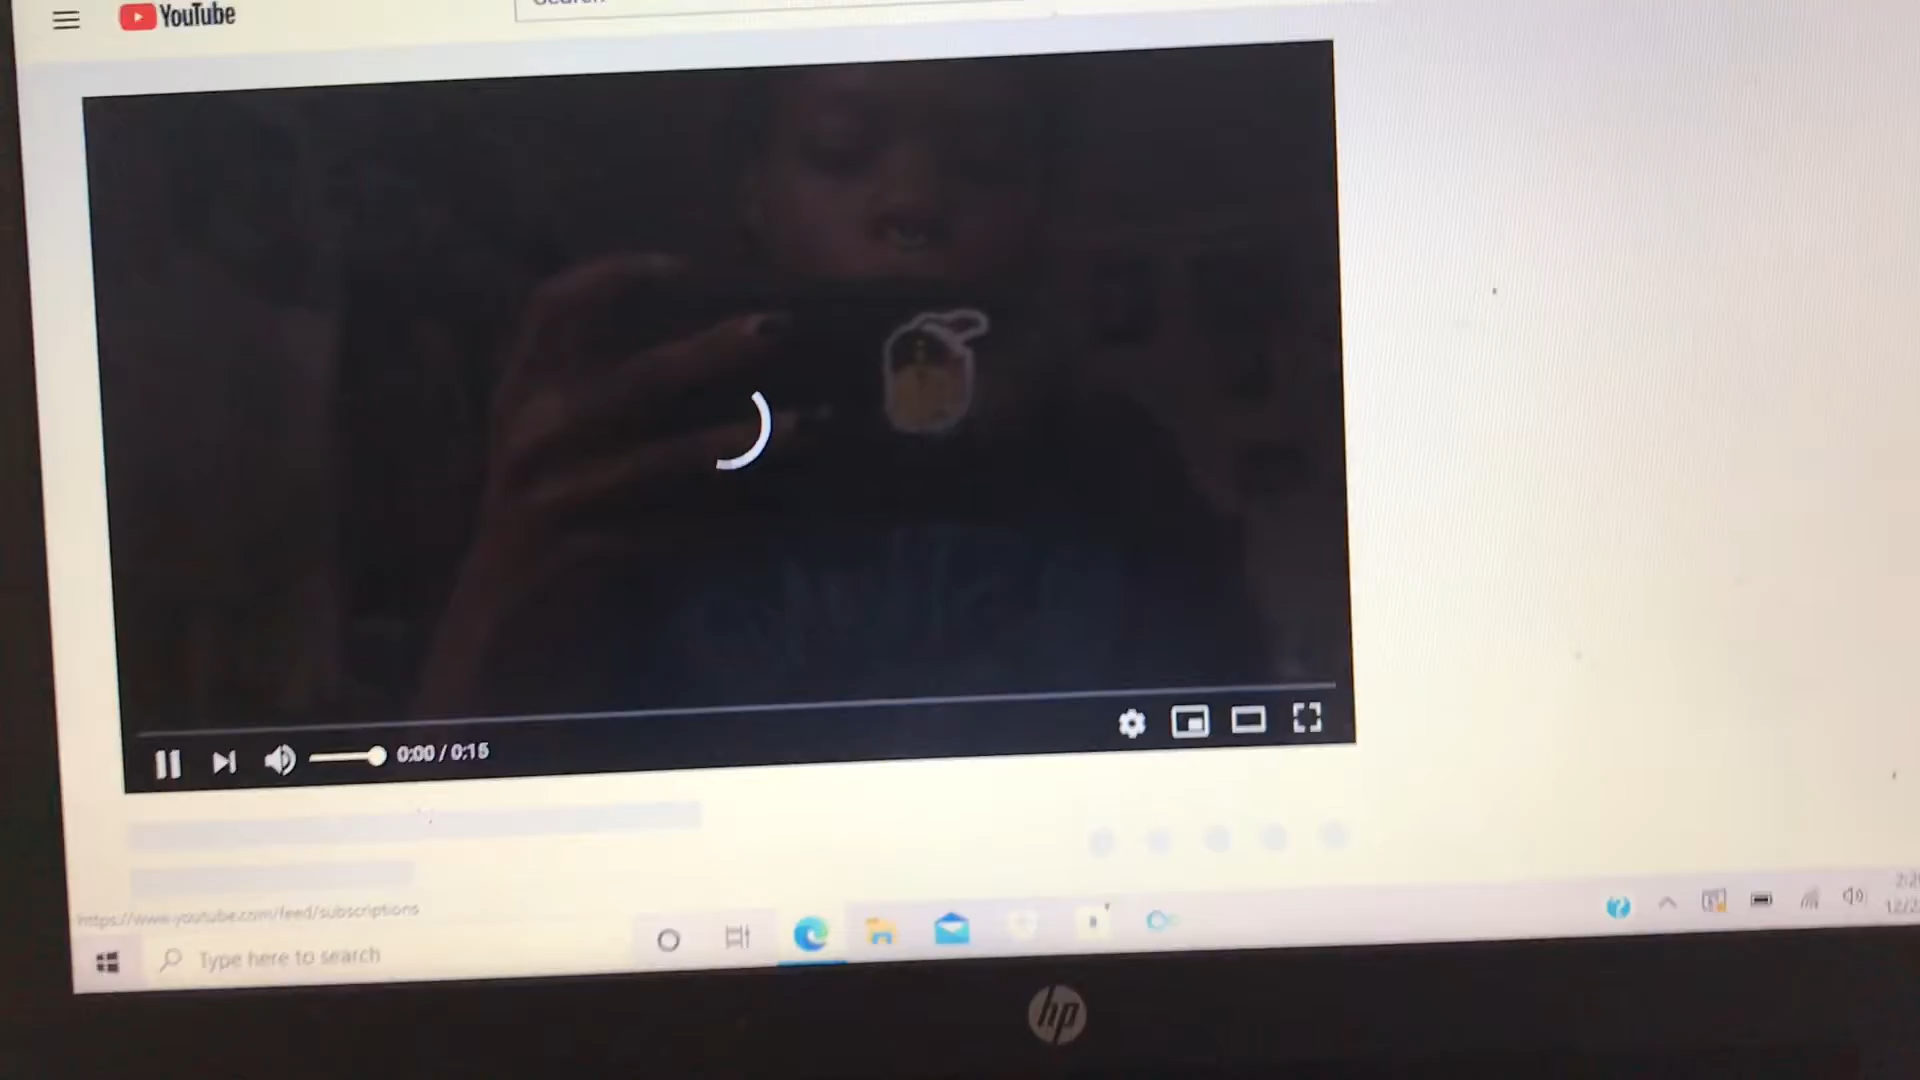 YouTube
0:00 / 0:15
https://www.youtube.com/feed/subscriptions
Type here to search
hp